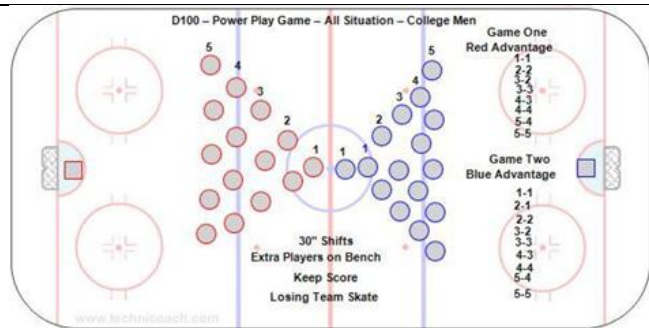 D100 – Power Play Game – All Situation – College Men
5
4
3
2
1
1
1
2
3
4
5
Game One
Red Advantage
1-1
2-2
3-2
3-3
4-3
4-4
5-4
5-5
Game Two
Blue Advantage
1-1
2-1
2-2
3-2
3-3
4-3
4-4
5-4
5-5
30" Shifts
Extra Players on Bench
Keep Score
Losing Team Skate
www.technicoach.com